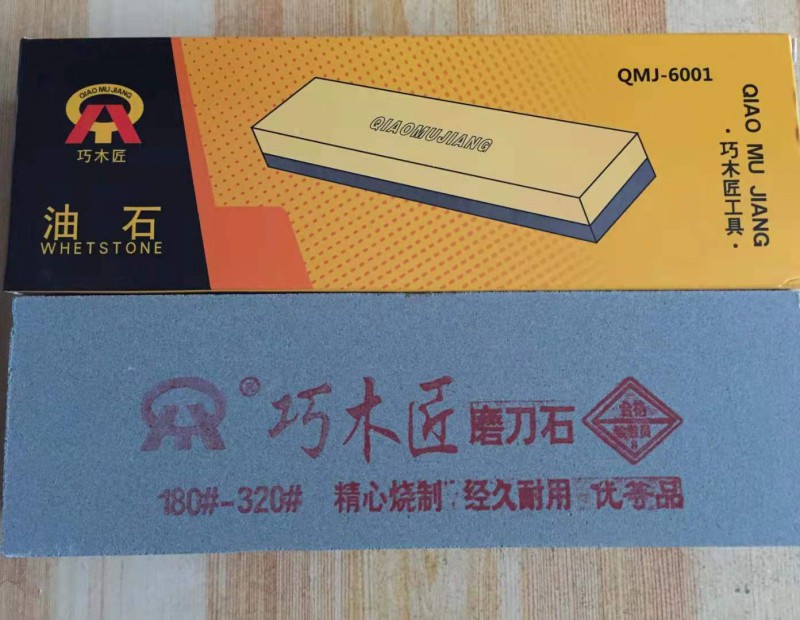 QIAO MU JIANG
巧木匠
油石
WHETSTONE
QIAOMUJIANG
QMJ-6001
QIAO MU JIANG
·巧木匠工具·
® 巧木匠 磨刀石
180#-320# 精心烧制 经久耐用 优等品